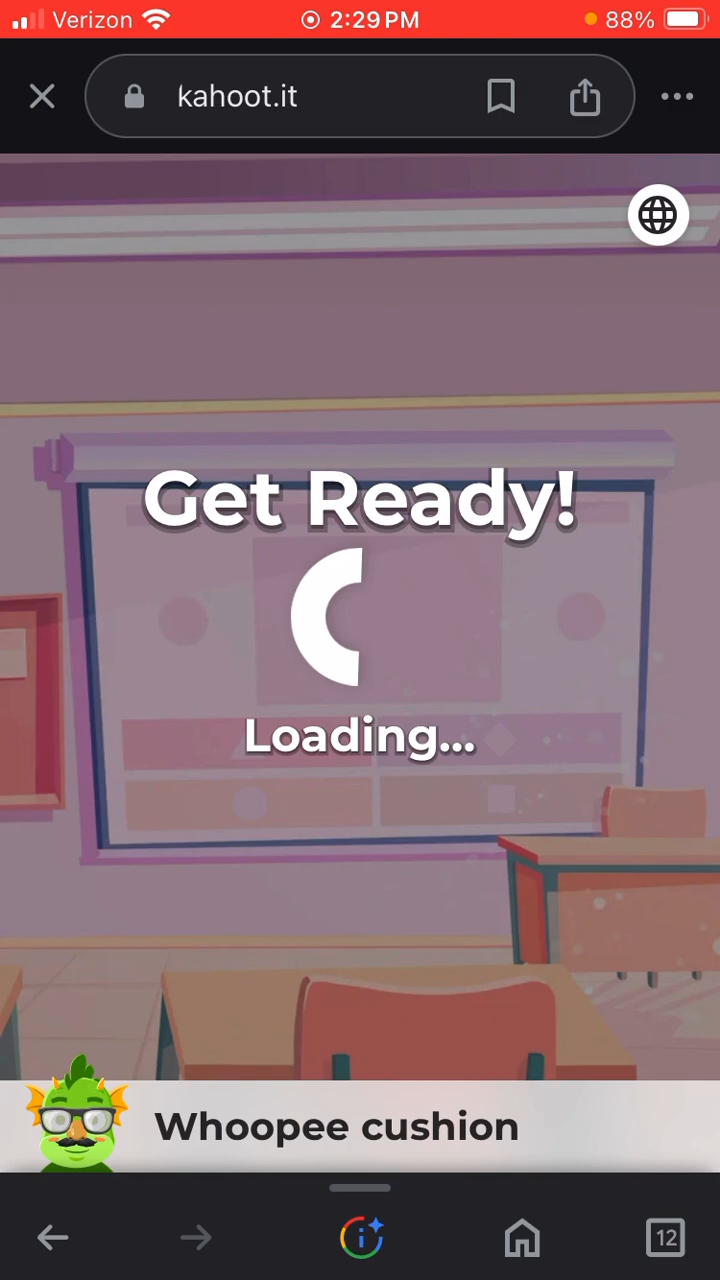 Verizon 2:29 PM 88%
kahoot.it
Get Ready!
Loading...
Whoopee cushion
12